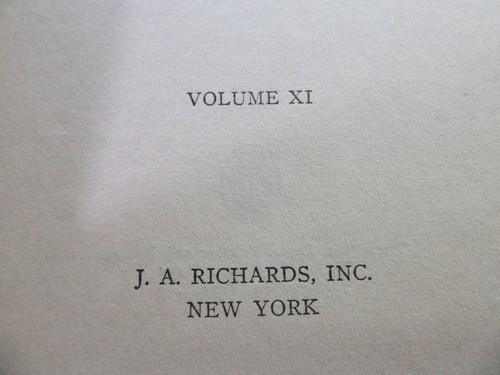 VOLUME XI
J. A. RICHARDS, INC.
NEW YORK